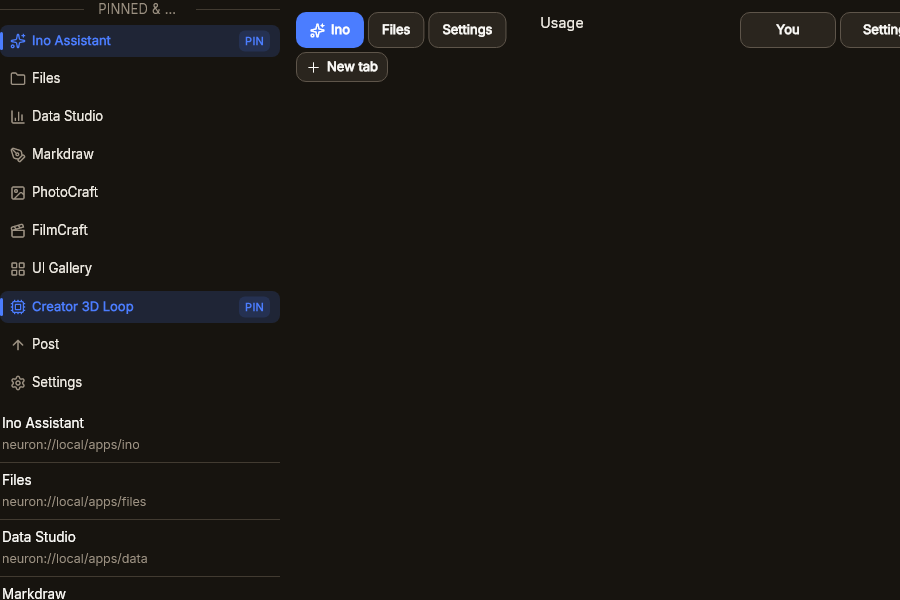 PINNED & ...
Ino Assistant PIN
Files
Data Studio
Markdraw
PhotoCraft
FilmCraft
UI Gallery
Creator 3D Loop PIN
Post
Settings
Ino Assistant
neuron://local/apps/ino
Files
neuron://local/apps/files
Data Studio
neuron://local/apps/data
Markdraw
Ino Files Settings Usage You Setting
New tab